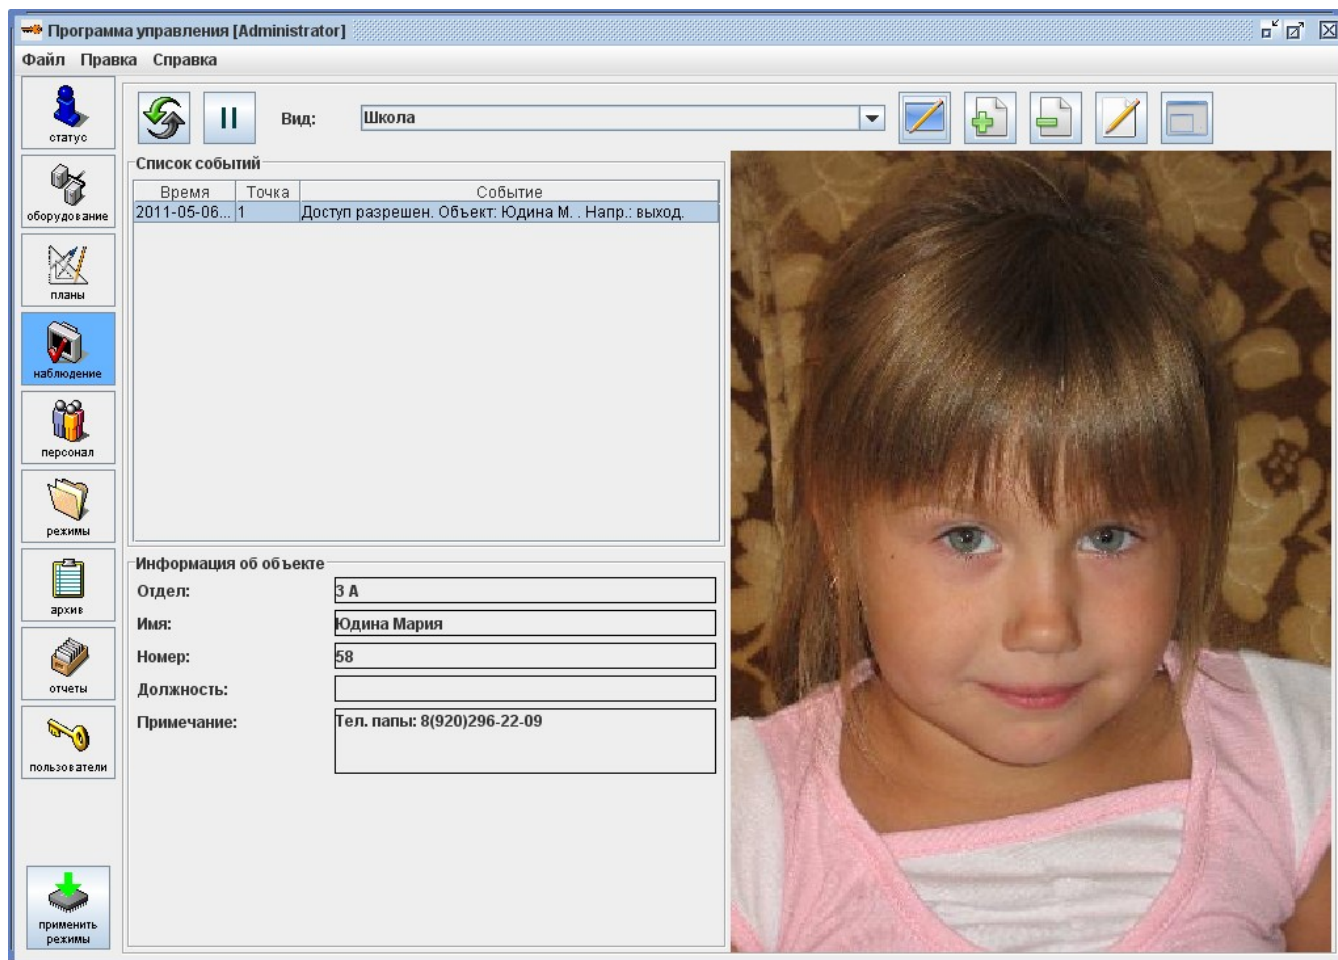 Программа управления [Administrator]
Файл Правка Справка
статус
оборудование
планы
наблюдение
персонал
режимы
архив
отчеты
пользователи
применить
режимы
Вид: Школа
Список событий
Время Точка Событие
2011-05-06... 1 Доступ разрешен. Объект: Юдина М. . Напр.: выход.
Информация об объекте
Отдел: 3 А
Имя: Юдина Мария
Номер: 58
Должность:
Примечание: Тел. папы: 8(920)296-22-09